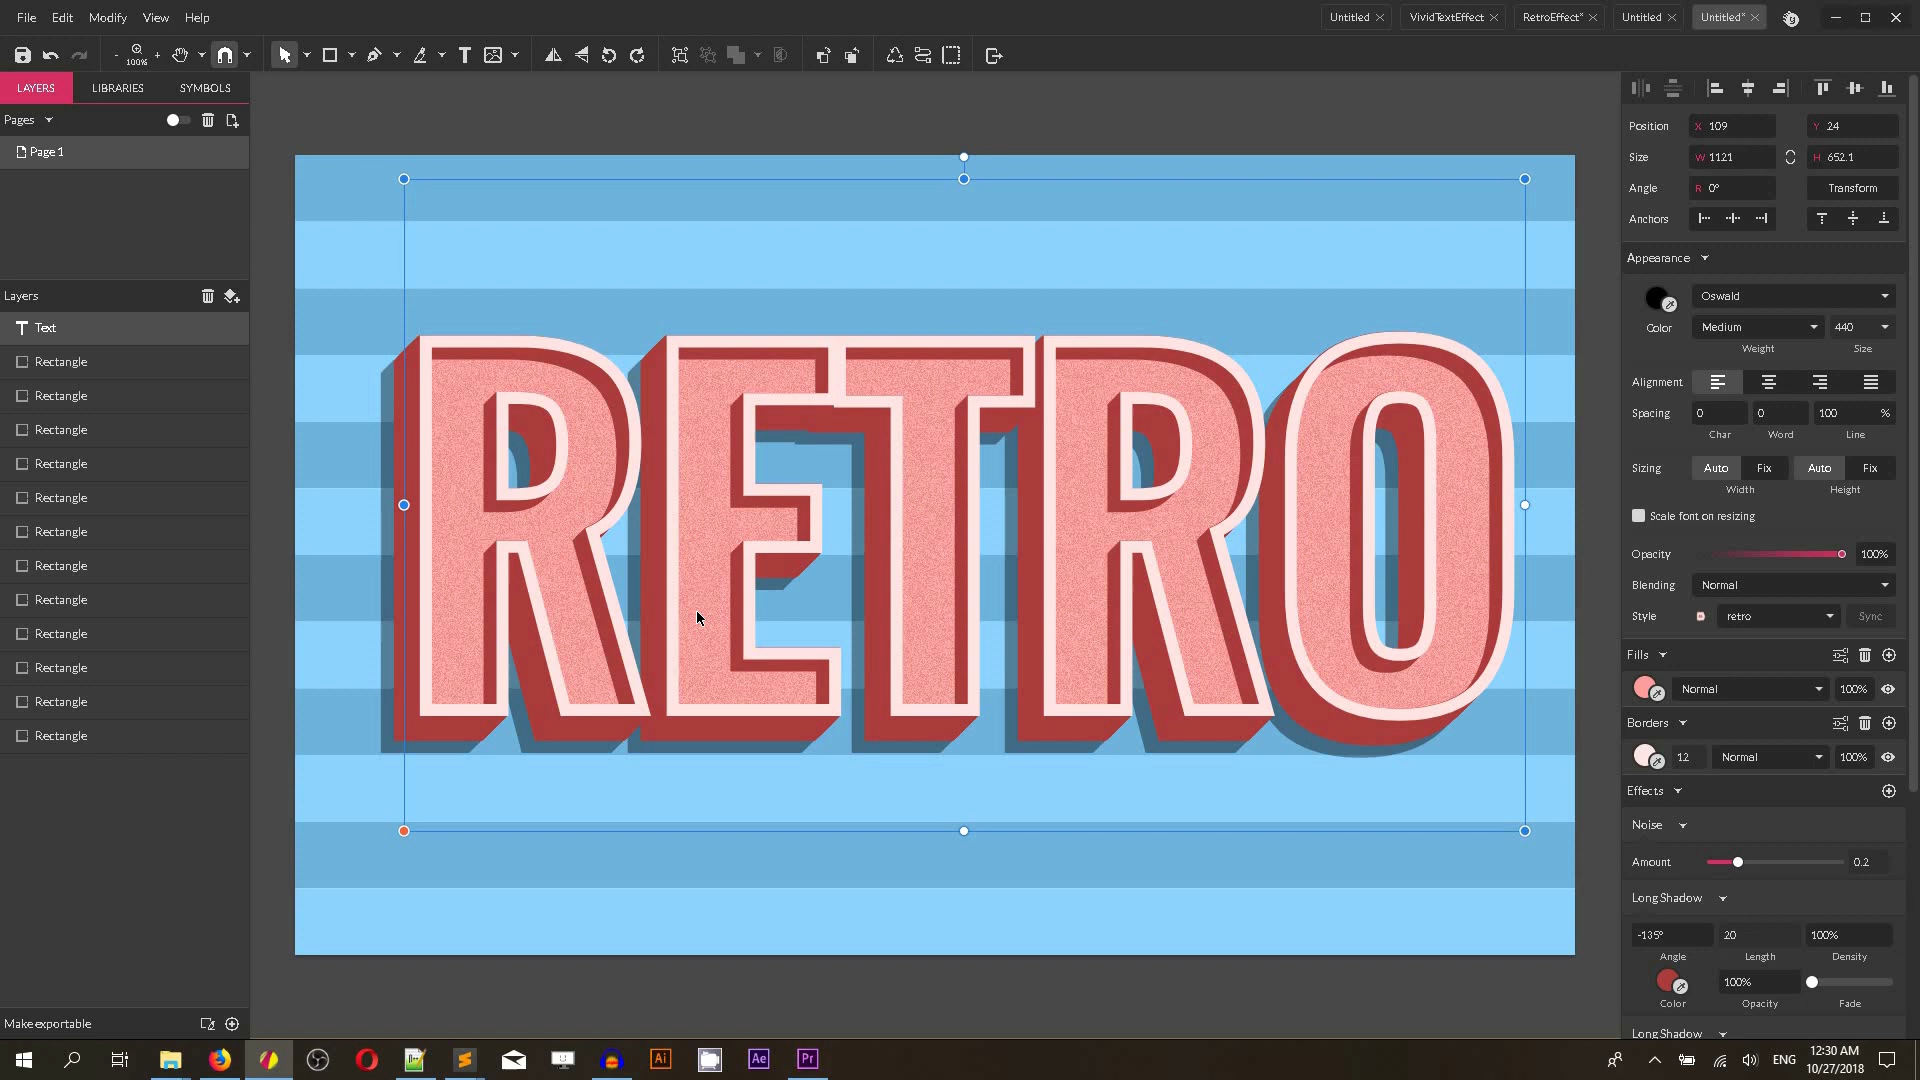 File Edit Modify View Help
Untitled VividTextEffect RetroEffect* Untitled Untitled*
- 100% +
LAYERS LIBRARIES SYMBOLS
Pages
Page 1
Layers
Text
Rectangle
Rectangle
Rectangle
Rectangle
Rectangle
Rectangle
Rectangle
Rectangle
Rectangle
Rectangle
Rectangle
Rectangle
Make exportable
RETRO
Position X 109 Y 24
Size W 1121 H 652.1
Angle R 0° Transform
Anchors
Appearance
Oswald
Color Medium 440
Weight Size
Alignment
Spacing 0 0 100 %
Char Word Line
Sizing Auto Fix Auto Fix
Width Height
Scale font on resizing
Opacity 100%
Blending Normal
Style retro Sync
Fills
Normal 100%
Borders
12 Normal 100%
Effects
Noise
Amount 0.2
Long Shadow
-135° 20 100%
Angle Length Density
100%
Color Opacity Fade
Long Shadow
Ai Ae Pr
ENG 12:30 AM
10/27/2018